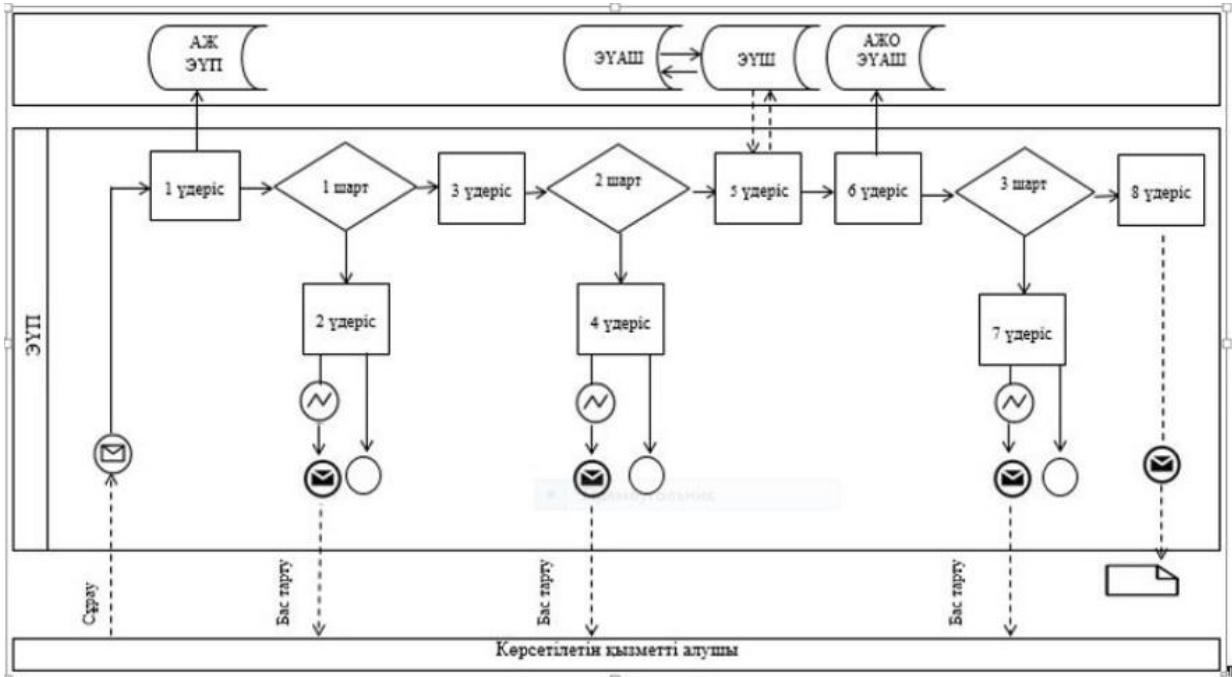 АЖ
ЭҮП
ЭҮАШ
ЭҮШ
АЖО
ЭҮАШ
ЭҮП
1 үдеріс
1 шарт
3 үдеріс
2 шарт
5 үдеріс
6 үдеріс
3 шарт
8 үдеріс
2 үдеріс
4 үдеріс
7 үдеріс
Сұрау
Бас тарту
Бас тарту
Бас тарту
Көрсетілетін қызметті алушы